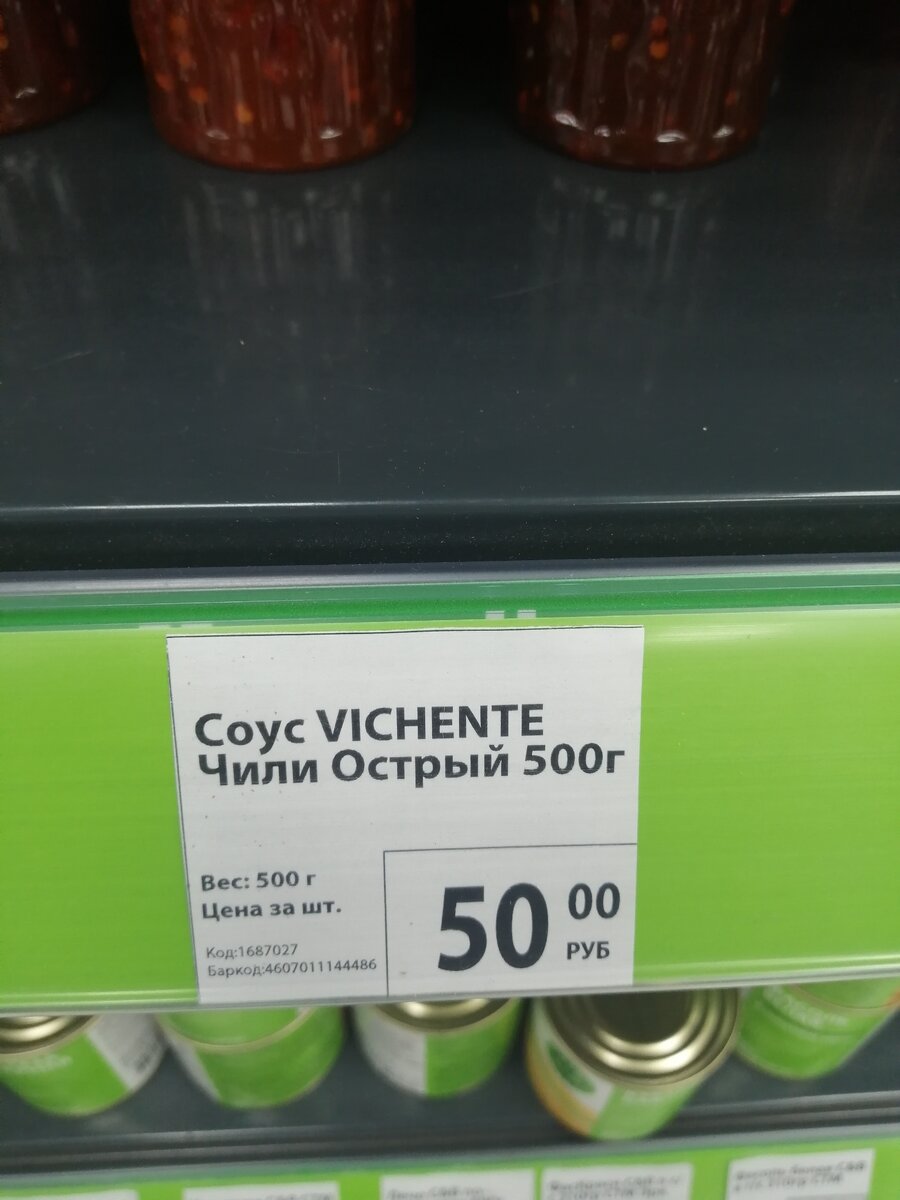 Соус VICHENTE
Чили Острый 500г
Вес: 500 г
Цена за шт.
50 00
РУБ
Код:1687027
Баркод:4607011144486